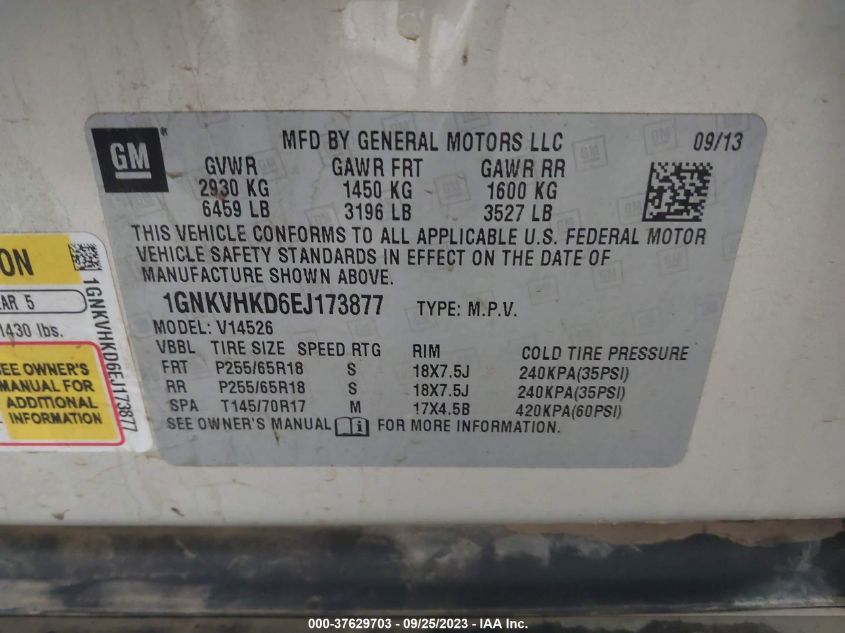 GM
MFD BY GENERAL MOTORS LLC 09/13
GVWR GAWR FRT GAWR RR
2930 KG 1450 KG 1600 KG
6459 LB 3196 LB 3527 LB
THIS VEHICLE CONFORMS TO ALL APPLICABLE U.S. FEDERAL MOTOR
VEHICLE SAFETY STANDARDS IN EFFECT ON THE DATE OF
MANUFACTURE SHOWN ABOVE.
1GNKVHKD6EJ173877 TYPE: M.P.V.
MODEL: V14526
VBBL TIRE SIZE SPEED RTG RIM COLD TIRE PRESSURE
FRT P255/65R18 S 18X7.5J 240KPA(35PSI)
RR P255/65R18 S 18X7.5J 240KPA(35PSI)
SPA T145/70R17 M 17X4.5B 420KPA(60PSI)
SEE OWNER'S MANUAL FOR MORE INFORMATION.
ON
AR 5
1430 lbs.
SEE OWNER'S
MANUAL FOR
ADDITIONAL
INFORMATION
1GNKVHKD6EJ173877
000-37629703 - 09/25/2023 - IAA Inc.